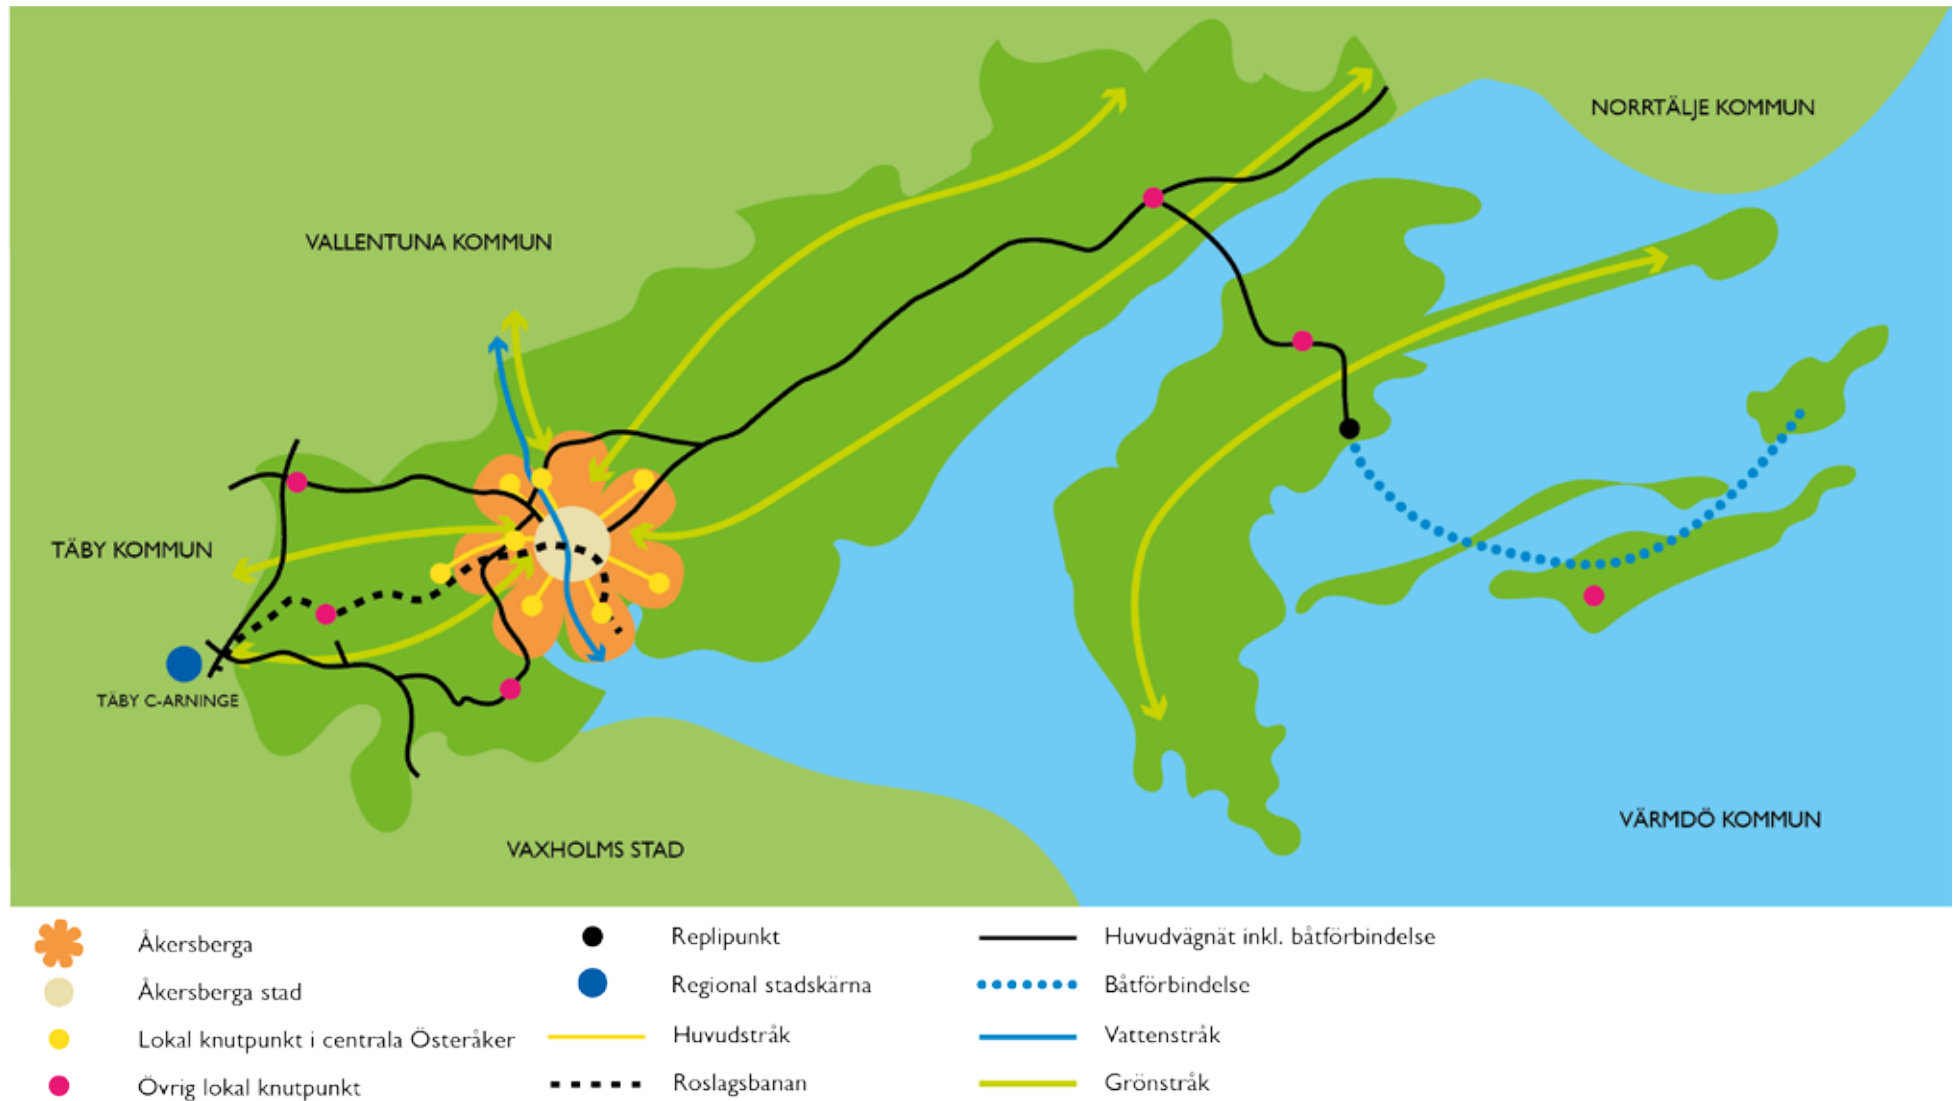 NORRTÄLJE KOMMUN
VALLENTUNA KOMMUN
TÄBY KOMMUN
TÄBY C-ARNINGE
VÄRMDÖ KOMMUN
VAXHOLMS STAD
Åkersberga
Åkersberga stad
Lokal knutpunkt i centrala Österåker
Övrig lokal knutpunkt
Replipunkt
Regional stadskärna
Huvudstråk
Roslagsbanan
Huvudvägnät inkl. båtförbindelse
Båtförbindelse
Vattenstråk
Grönstråk